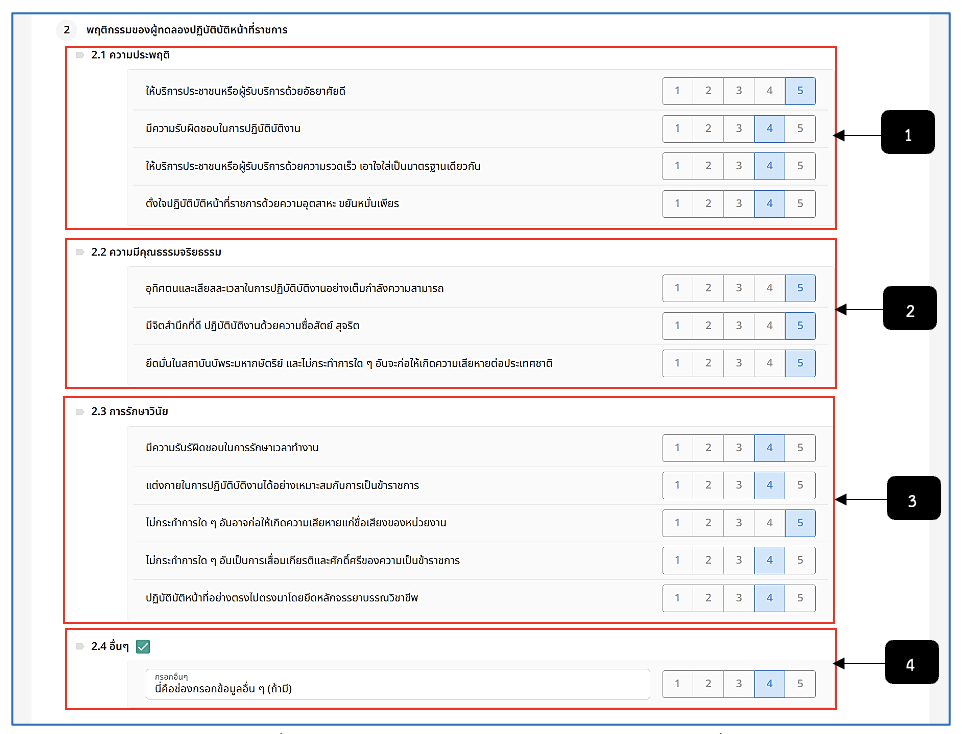 2 พฤติกรรมของผู้ทดลองปฏิบัติบัติหน้าที่ราชการ
2.1 ความประพฤติ
ให้บริการประชาชนหรือผู้รับบริการด้วยอัธยาศัยดี 1 2 3 4 5
มีความรับผิดชอบในการปฏิบัติบัติงาน 1 2 3 4 5
1
ให้บริการประชาชนหรือผู้รับบริการด้วยความรวดเร็ว เอาใจใส่เป็นมาตรฐานเดียวกัน 1 2 3 4 5
ตั้งใจปฏิบัติบัติหน้าที่ราชการด้วยความอุตสาหะ ขยันหมั่นเพียร 1 2 3 4 5
2.2 ความมีคุณธรรมจริยธรรม
อุทิศตนและเสียสละเวลาในการปฏิบัติบัติงานอย่างเต็มกำลังความสามารถ 1 2 3 4 5
2
มีจิตสำนึกที่ดี ปฏิบัติบัติงานด้วยความซื่อสัตย์ สุจริต 1 2 3 4 5
ยึดมั่นในสถาบันบัพระมหากษัตริย์ และไม่กระทำการใด ๆ อันจะก่อให้เกิดความเสียหายต่อประเทศชาติ 1 2 3 4 5
2.3 การรักษาวินัย
มีความรับรัผิดชอบในการรักษาเวลาทำงาน 1 2 3 4 5
แต่งกายในการปฏิบัติบัติงานได้อย่างเหมาะสมกับการเป็นข้าราชการ 1 2 3 4 5
3
ไม่กระทำการใด ๆ อันอาจก่อให้เกิดความเสียหายแก่ชื่อเสียงของหน่วยงาน 1 2 3 4 5
ไม่กระทำการใด ๆ อันเป็นการเสื่อมเกียรติและศักดิ์ศรีของความเป็นข้าราชการ 1 2 3 4 5
ปฏิบัติบัติหน้าที่อย่างตรงไปตรงมาโดยยึดหลักจรรยาบรรณวิชาชีพ 1 2 3 4 5
2.4 อื่นๆ
4
กรอกอื่นๆ
นี่คือช่องกรอกข้อมูลอื่น ๆ (ถ้ามี) 1 2 3 4 5